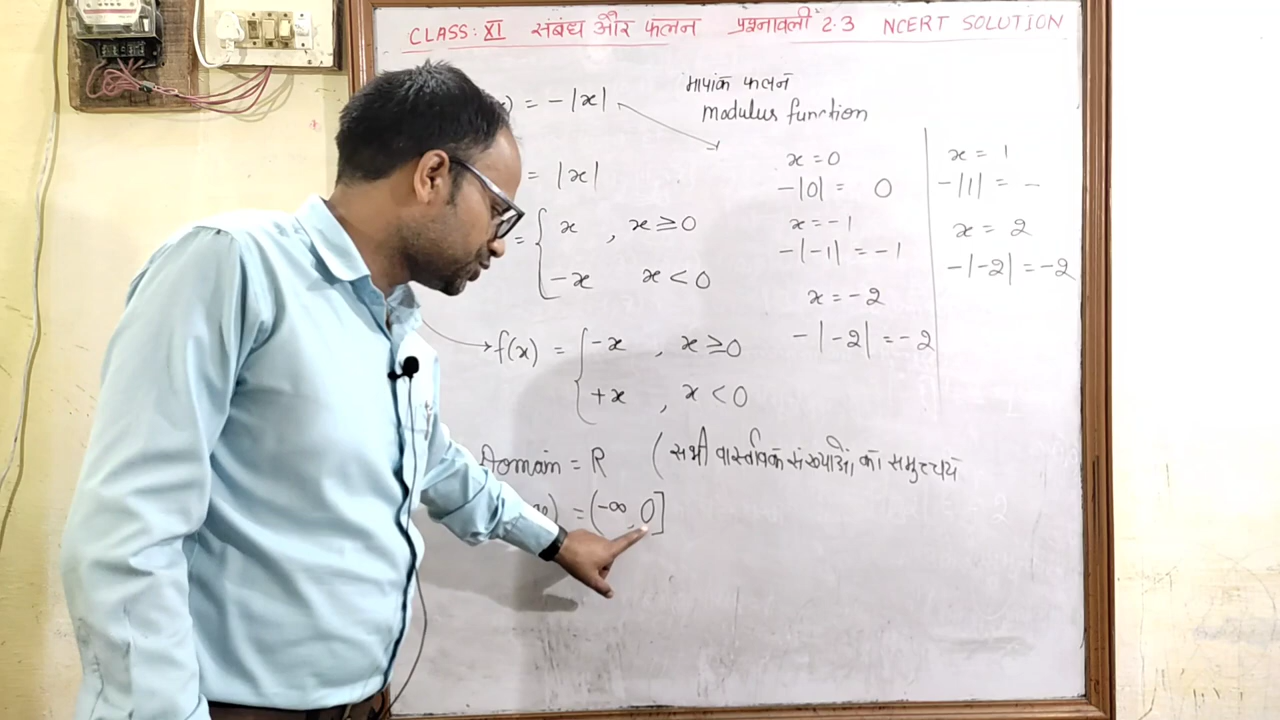 CLASS: XI संबंध और फलन प्रश्नावली 2.3 NCERT SOLUTION
मापांक फलन
modulus function
) = -|x|
= |x|
= { x , x ≥ 0
-x x < 0
f(x) = { -x , x ≥ 0
+x , x < 0
Domain = R ( सभी वास्तविक संख्याओं का समुच्चय
) = (-∞, 0]
x = 0
-|0| = 0
x = -1
-|-1| = -1
x = -2
-|-2| = -2
x = 1
-|1| = -
x = 2
-|-2| = -2